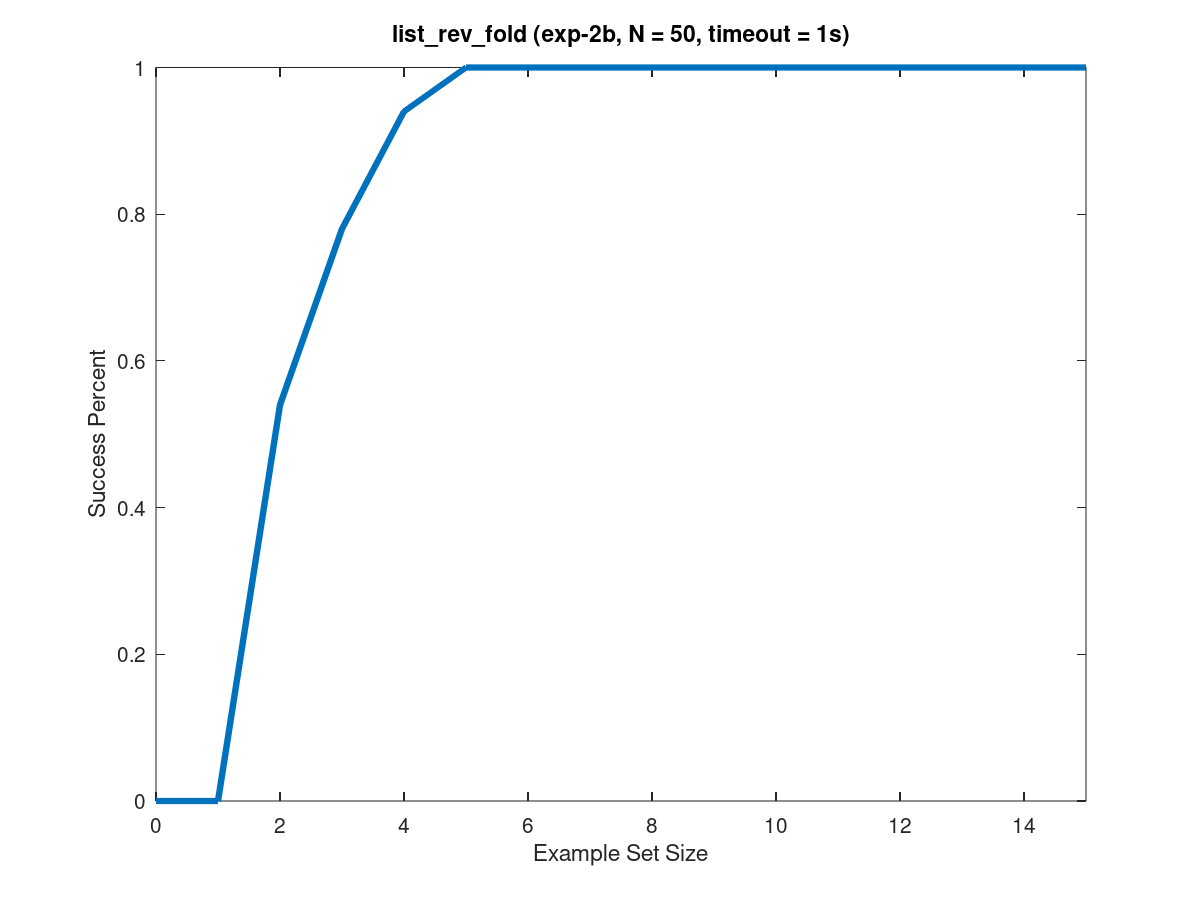 list_rev_fold (exp-2b, N = 50, timeout = 1s)
1
0.8
0.6
0.4
0.2
0
Success Percent
0 2 4 6 8 10 12 14
Example Set Size